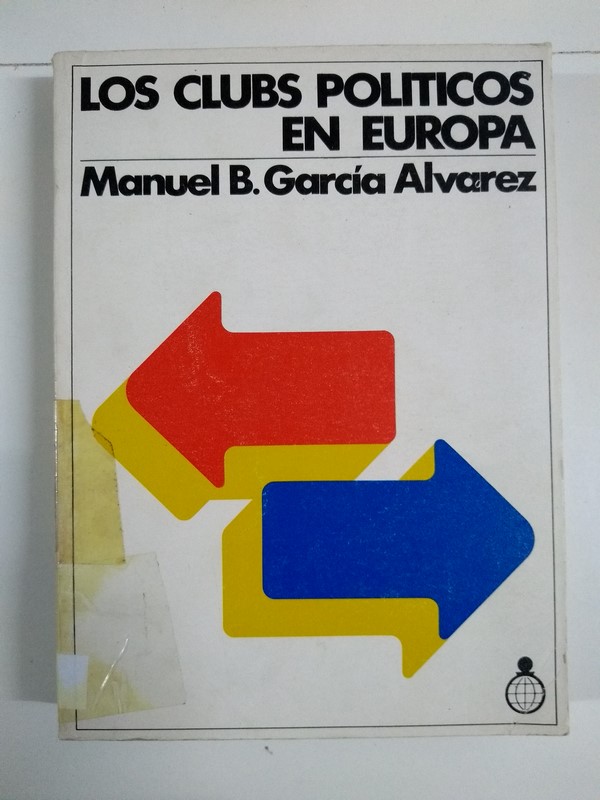 LOS CLUBS POLITICOS
EN EUROPA
Manuel B. García Alvarez